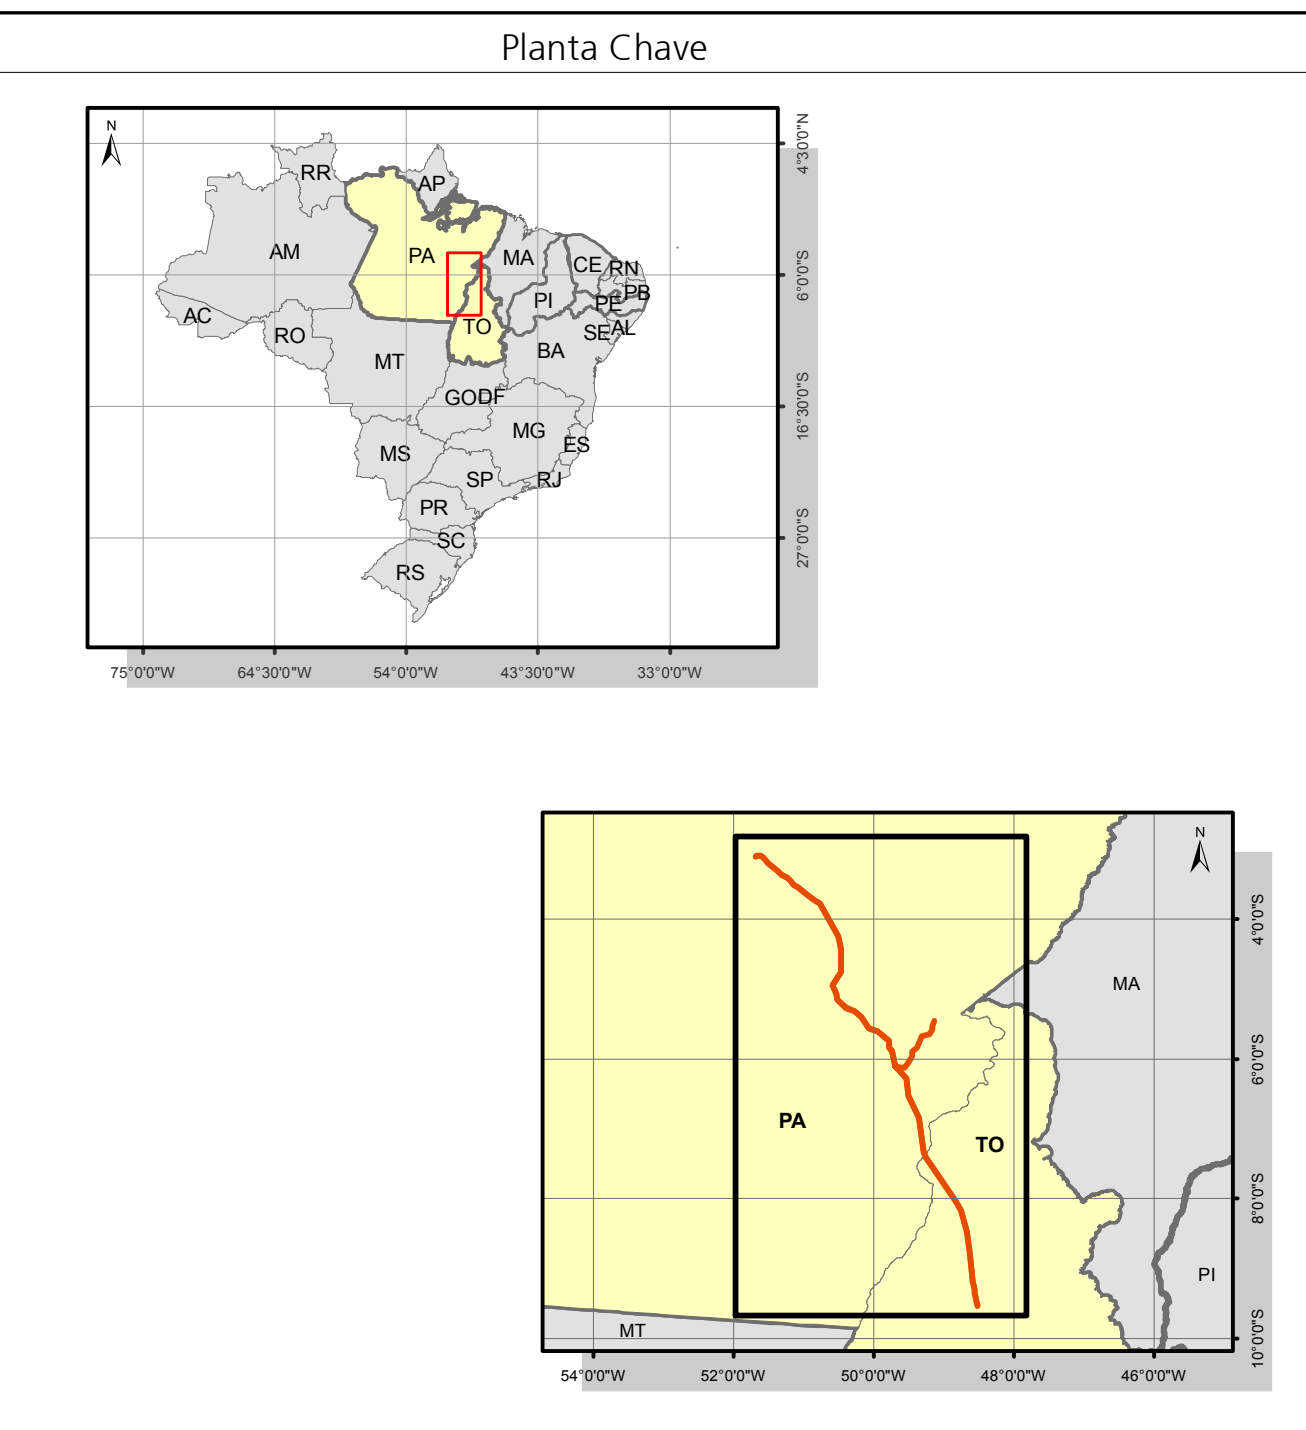 Planta Chave
N
RR
AP
AM
PA
MA
CE
RN
PB
PI
PE
AC
TO
RO
SE
AL
BA
MT
GO
DF
MG
ES
MS
SP
RJ
PR
SC
RS
4°30'0"N
6°0'0"S
16°30'0"S
27°0'0"S
75°0'0"W
64°30'0"W
54°0'0"W
43°30'0"W
33°0'0"W
N
MA
PA
TO
PI
MT
4°0'0"S
6°0'0"S
8°0'0"S
10°0'0"S
54°0'0"W
52°0'0"W
50°0'0"W
48°0'0"W
46°0'0"W